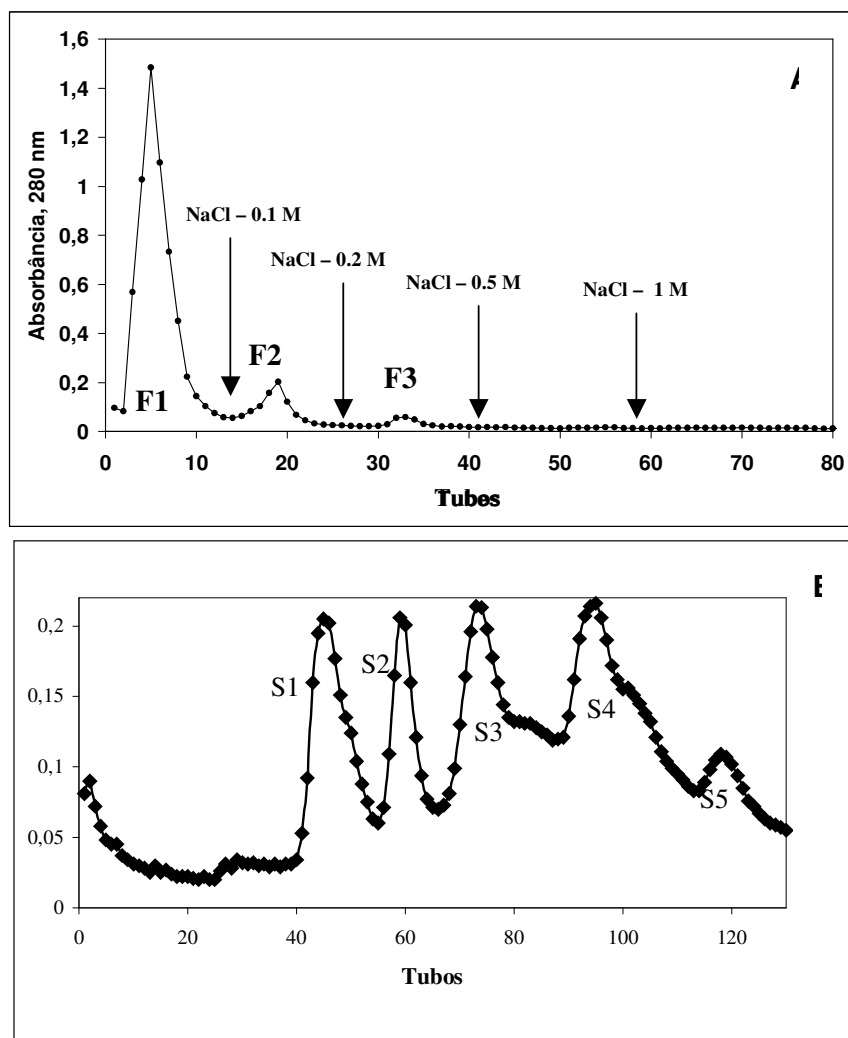 1,6
1,4
1,2
1
0,8
0,6
0,4
0,2
0
Absorbância, 280 nm
NaCl – 0.1 M
NaCl – 0.2 M
NaCl – 0.5 M
NaCl – 1 M
F1
F2
F3
0 10 20 30 40 50 60 70 80
Tubes
0,2
0,15
0,1
0,05
0
S1
S2
S3
S4
S5
0 20 40 60 80 100 120
Tubos